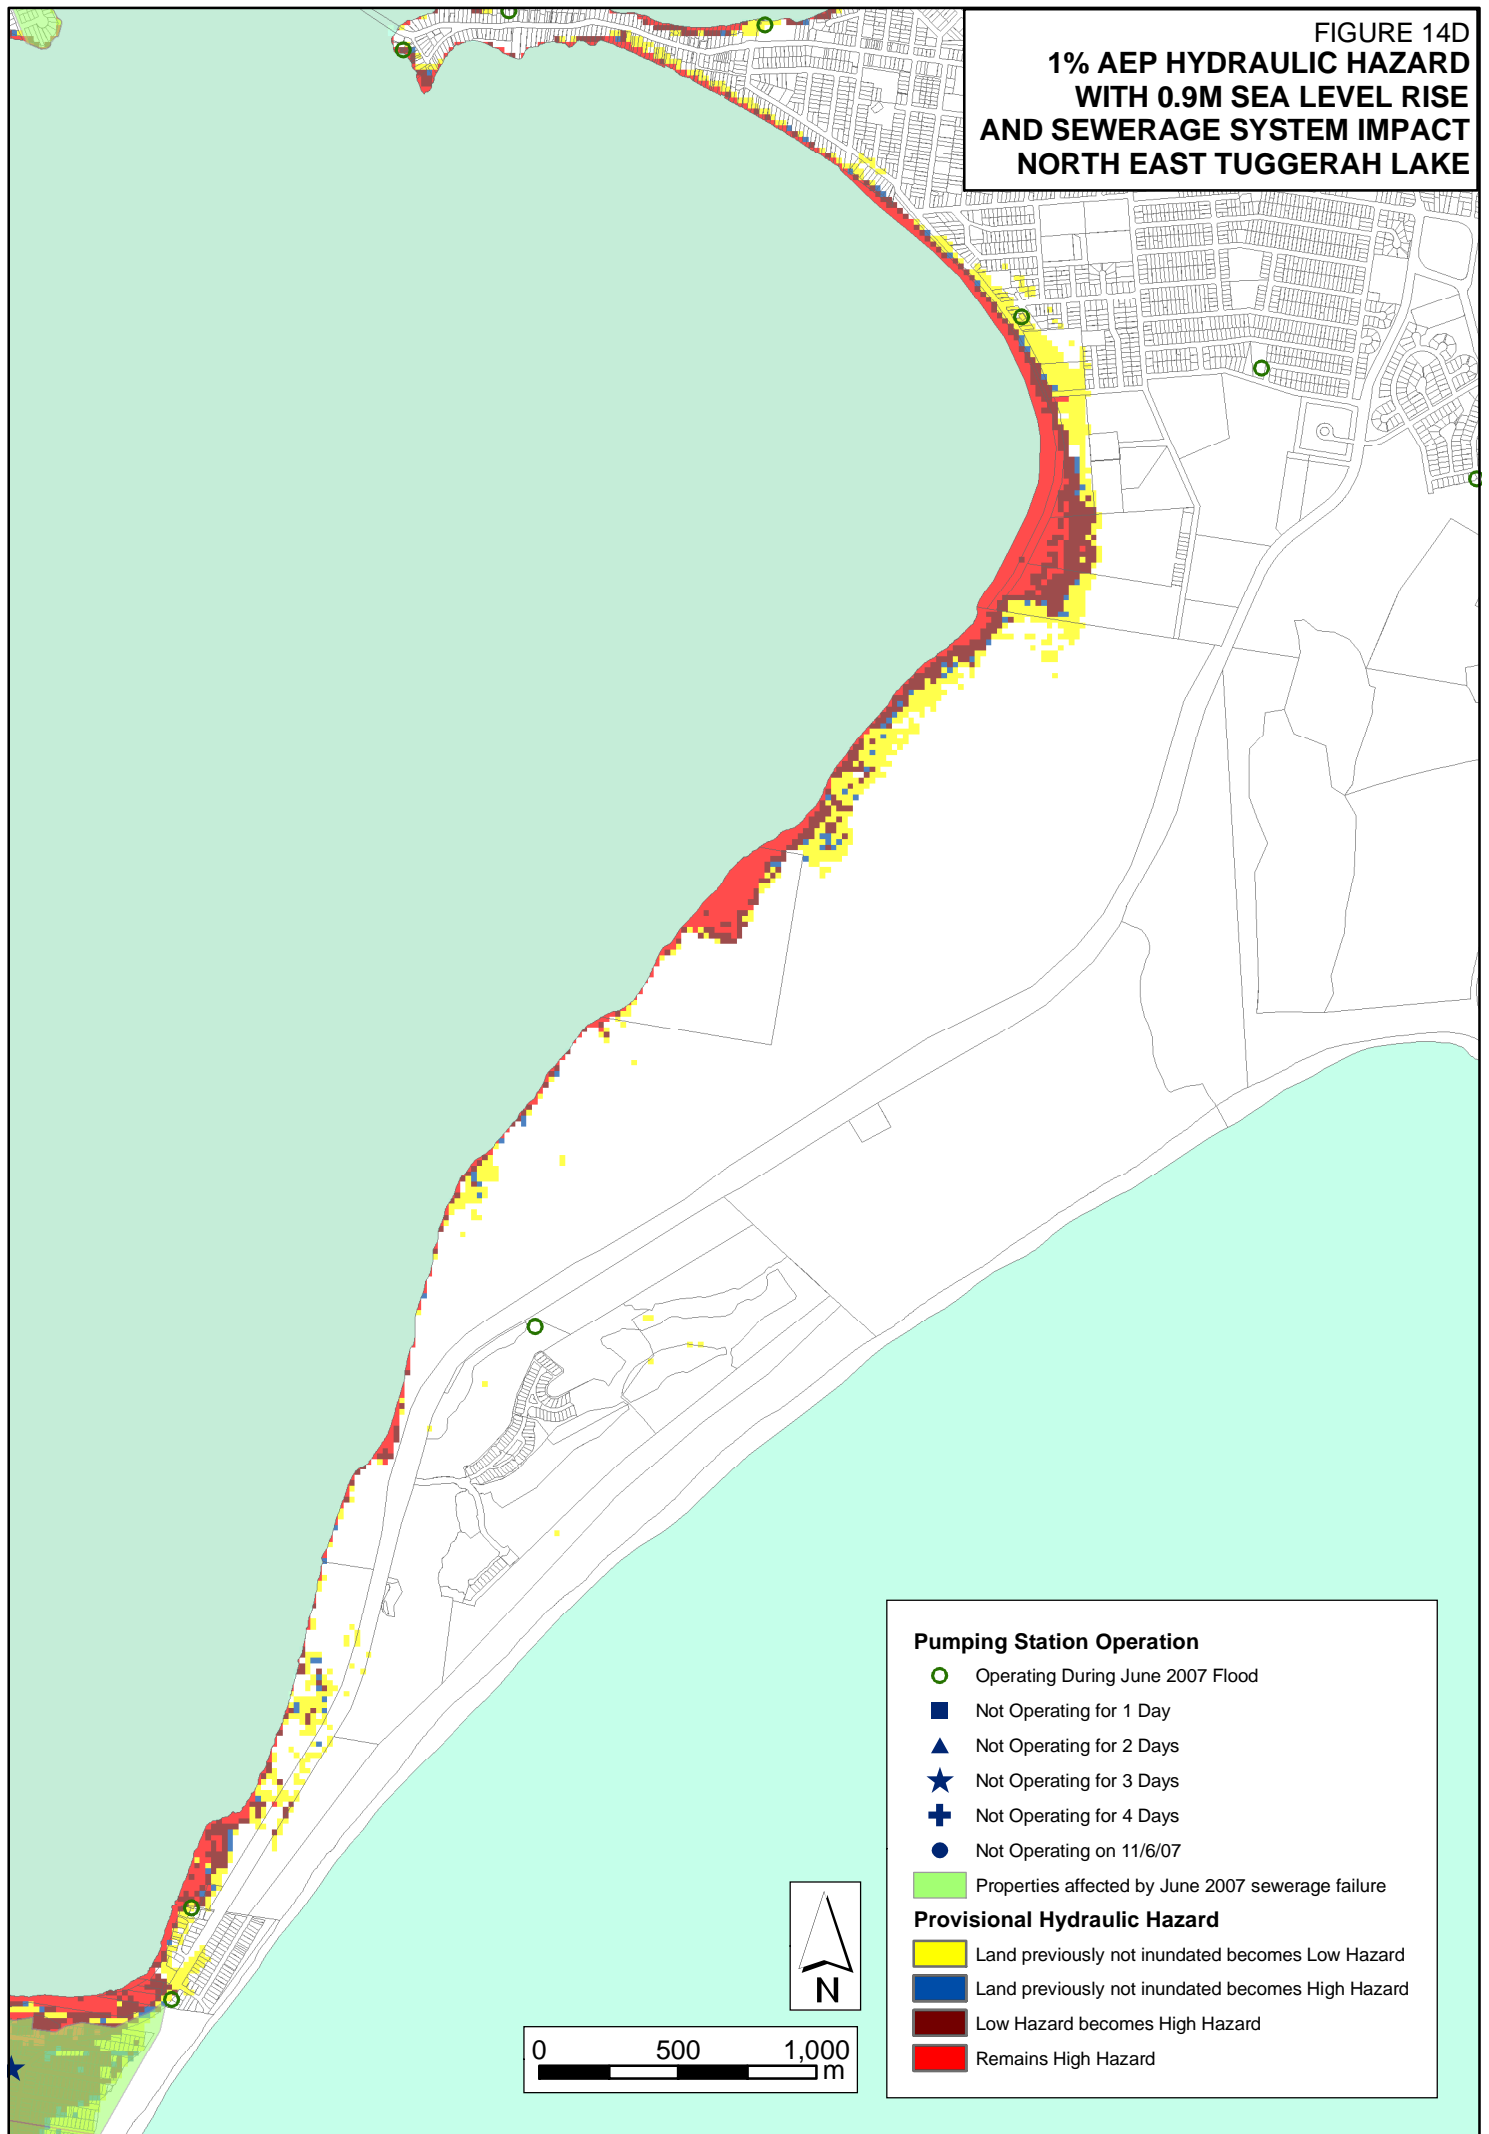 FIGURE 14D
1% AEP HYDRAULIC HAZARD
WITH 0.9M SEA LEVEL RISE
AND SEWERAGE SYSTEM IMPACT
NORTH EAST TUGGERAH LAKE
Pumping Station Operation
Operating During June 2007 Flood
Not Operating for 1 Day
Not Operating for 2 Days
Not Operating for 3 Days
Not Operating for 4 Days
Not Operating on 11/6/07
Properties affected by June 2007 sewerage failure
Provisional Hydraulic Hazard
Land previously not inundated becomes Low Hazard
Land previously not inundated becomes High Hazard
Low Hazard becomes High Hazard
Remains High Hazard
N
0 500 1,000
m